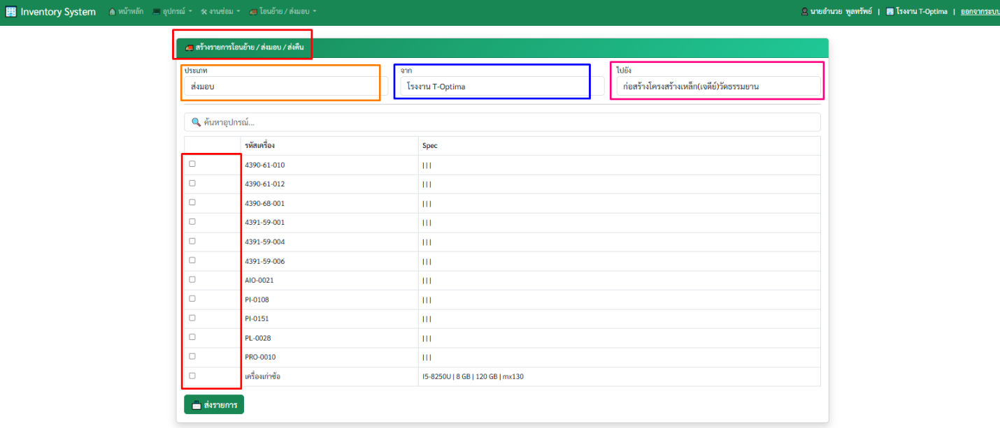 Inventory System หน้าหลัก อุปกรณ์ งานซ่อม โอนย้าย / ส่งมอบ นายอำนวย พูลทรัพย์ | โรงงาน T-Optima | ออกจากระบบ
สร้างรายการโอนย้าย / ส่งมอบ / ส่งคืน
ประเภท จาก ไปยัง
ส่งมอบ โรงงาน T-Optima ก่อสร้างโครงสร้างเหล็ก(เจดีย์)วัดธรรมยาน
ค้นหาอุปกรณ์...
รหัสเครื่อง Spec
4390-61-010 | | |
4390-61-012 | | |
4390-68-001 | | |
4391-59-001 | | |
4391-59-004 | | |
4391-59-006 | | |
AIO-0021 | | |
PI-0108 | | |
PI-0151 | | |
PL-0028 | | |
PRO-0010 | | |
เครื่องเก่าซ้อ I5-8250U | 8 GB | 120 GB | mx130
ส่งรายการ